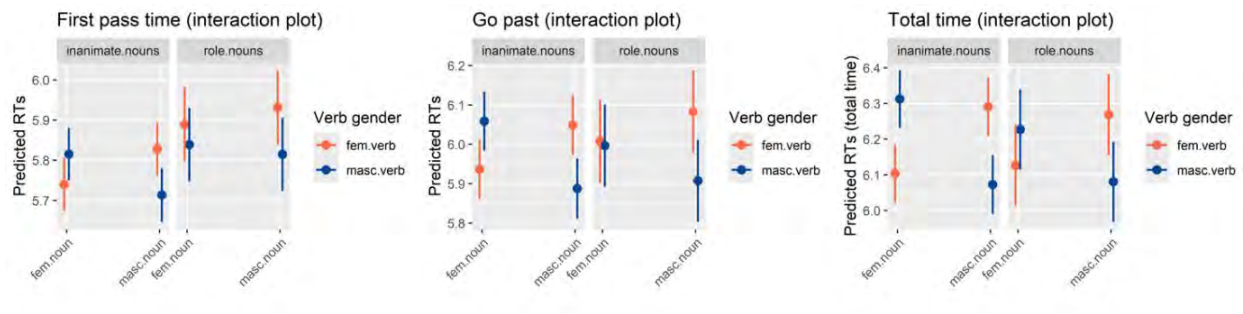 First pass time (interaction plot)
inanimate.nouns role.nouns
Predicted RTs
6.0
5.9
5.8
5.7
fem.noun masc.noun fem.noun masc.noun
Verb gender
fem.verb
masc.verb
Go past (interaction plot)
inanimate.nouns role.nouns
Predicted RTs
6.2
6.1
6.0
5.9
5.8
fem.noun masc.noun fem.noun masc.noun
Verb gender
fem.verb
masc.verb
Total time (interaction plot)
inanimate.nouns role.nouns
Predicted RTs (total time)
6.4
6.3
6.2
6.1
6.0
fem.noun masc.noun fem.noun masc.noun
Verb gender
fem.verb
masc.verb